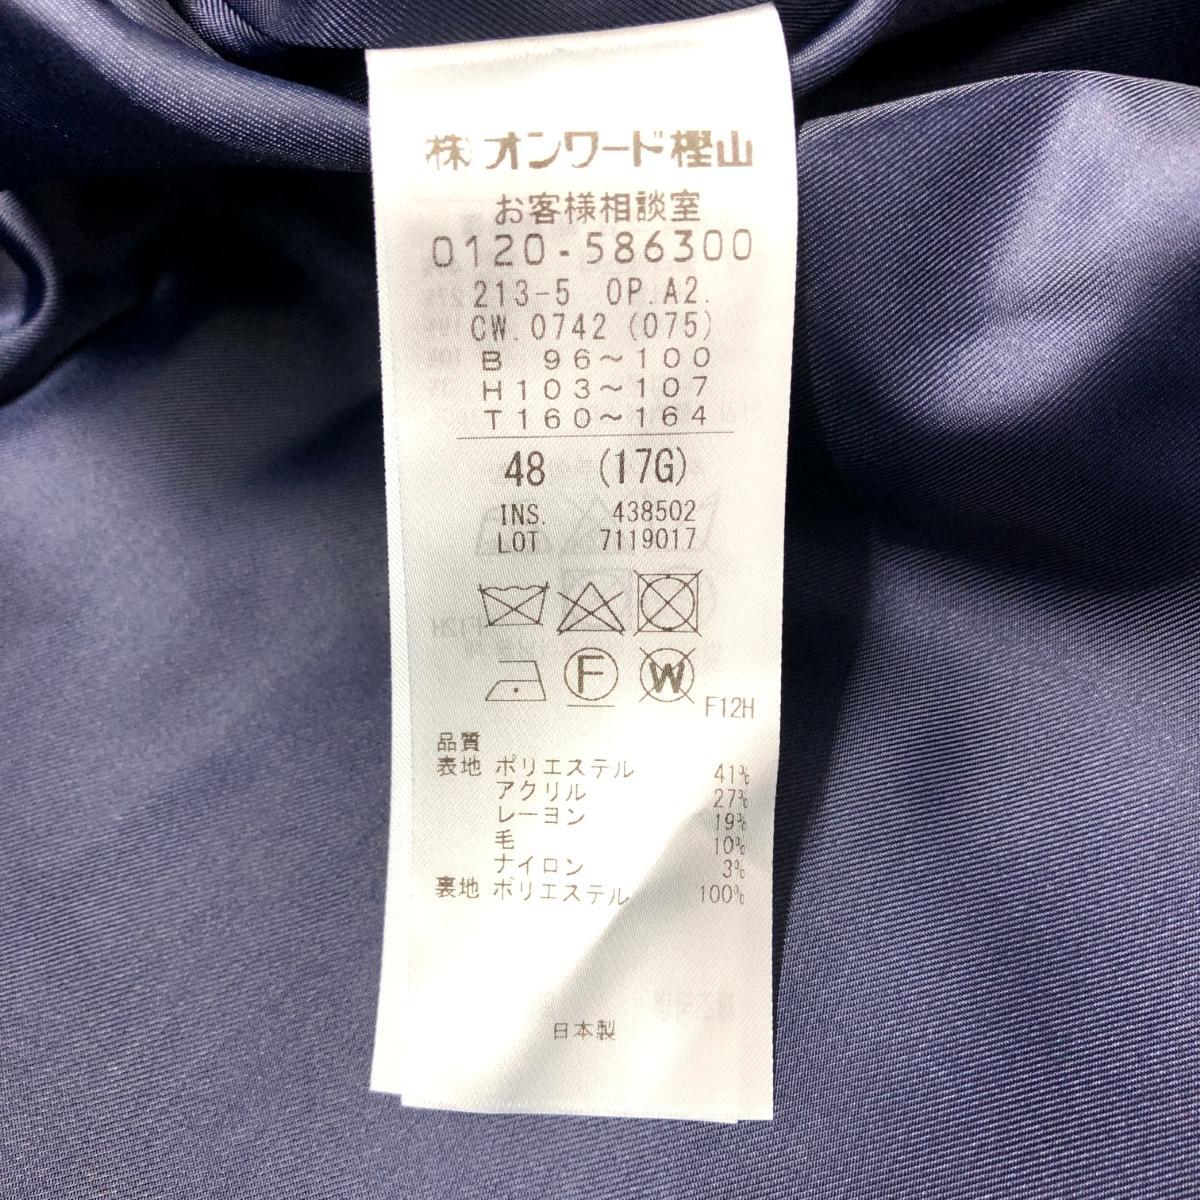 ㈱ オンワード樫山
お客様相談室
0120-586300
213-5 OP.A2.
CW.0742 (075)
B 96～100
H103～107
T160～164
48 (17G)
INS. 438502
LOT 7119017
F W
F12H
品質
表地 ポリエステル 41%
アクリル 27%
レーヨン 19%
毛 10%
ナイロン 3%
裏地 ポリエステル 100%
日本製